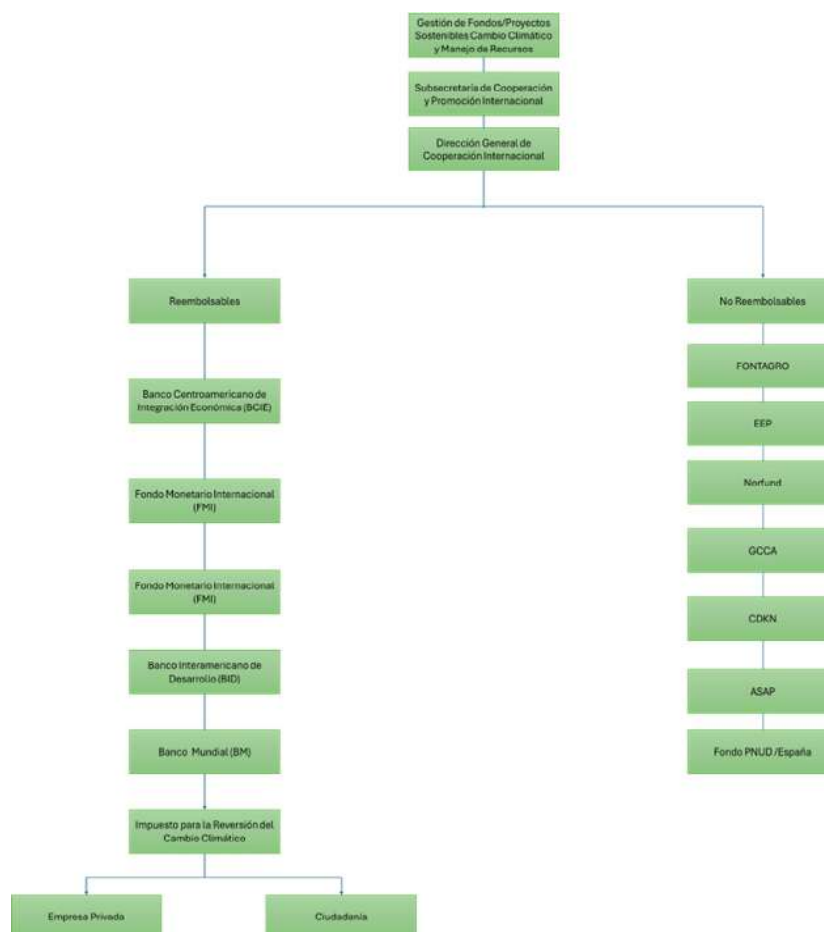 Gestión de Fondos/Proyectos
Sostenibles Cambio Climático
y Manejo de Recursos
Subsecretaría de Cooperación
y Promoción Internacional
Dirección General de
Cooperación Internacional
Reembolsables
Banco Centroamericano de
Integración Económica (BCIE)
Fondo Monetario Internacional
(FMI)
Fondo Monetario Internacional
(FMI)
Banco Interamericano de
Desarrollo (BID)
Banco Mundial (BM)
Impuesto para la Reversión del
Cambio Climático
Empresa Privada
Ciudadanía
No Reembolsables
FONTAGRO
EEP
Norfund
GCCA
CDKN
ASAP
Fondo PNUD /España